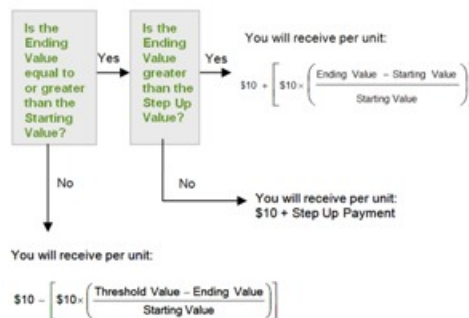 Is the
Ending
Value
equal to
or greater
than the
Starting
Value?
Yes
Is the
Ending
Value
greater
than the
Step Up
Value?
Yes
You will receive per unit:
$10 + [ $10 × ( Ending Value – Starting Value
Starting Value ) ]
No
No
You will receive per unit:
$10 + Step Up Payment
You will receive per unit:
$10 – [ $10× ( Threshold Value – Ending Value
Starting Value ) ]